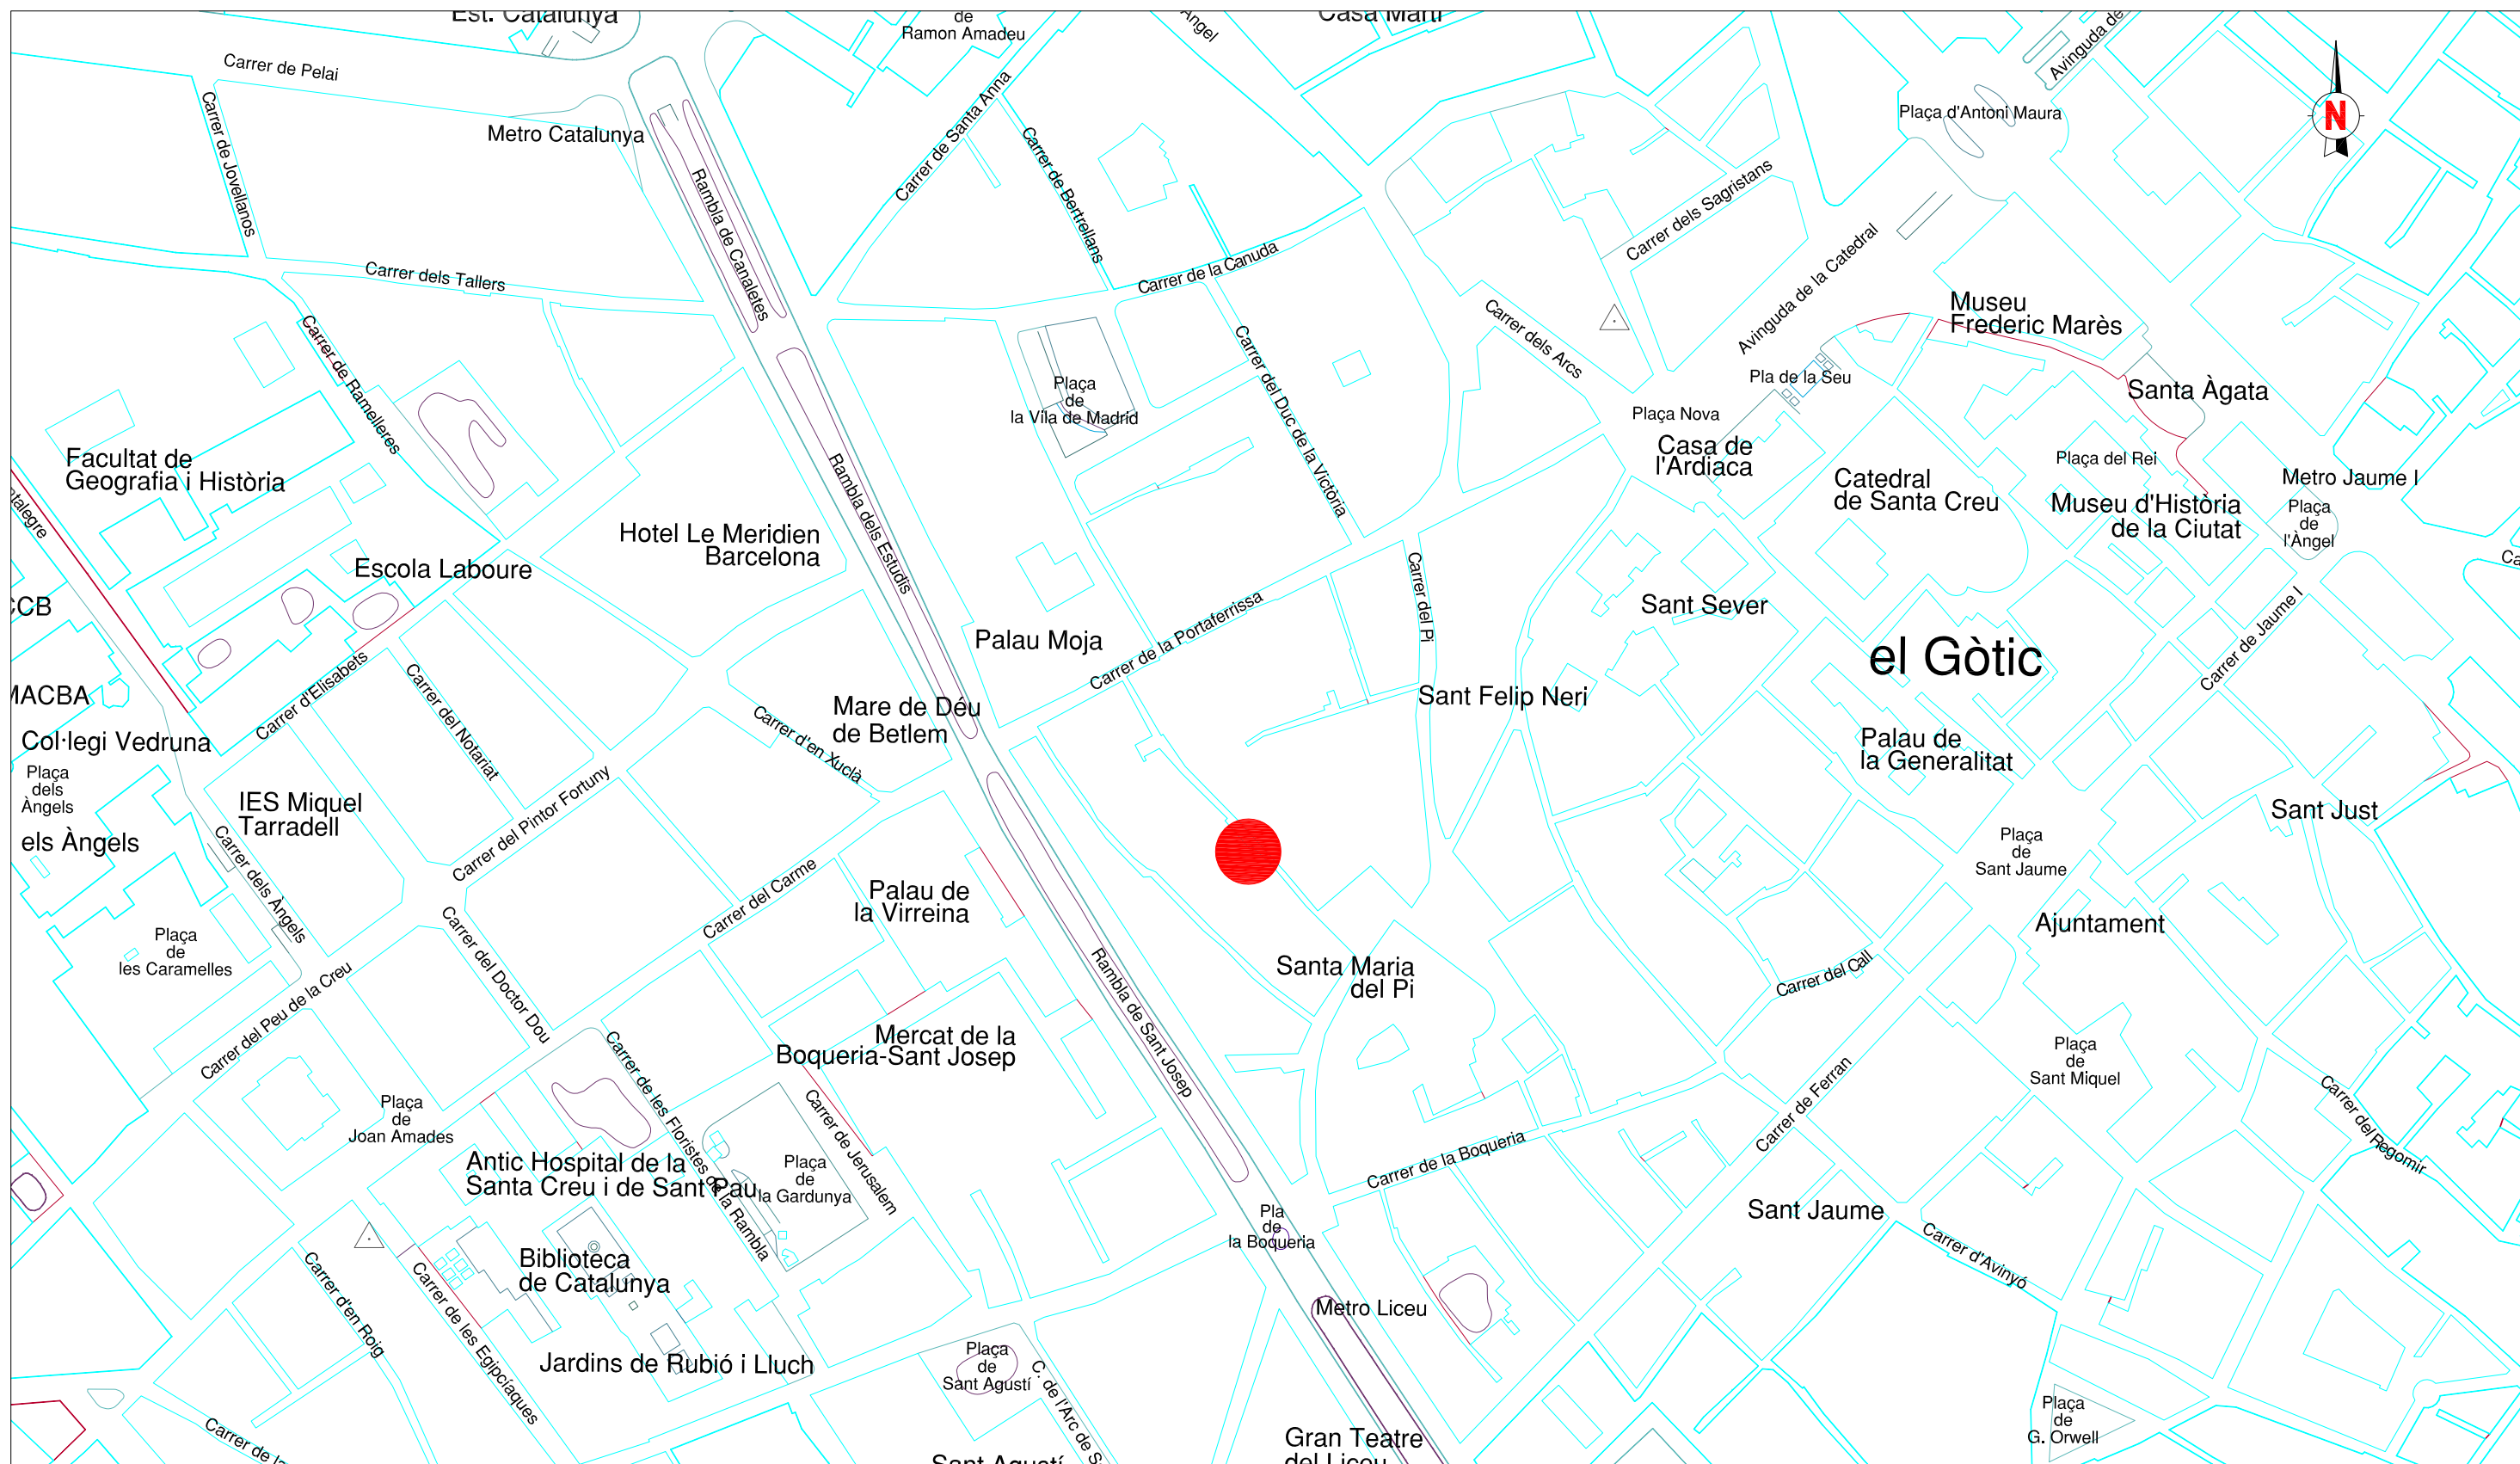 Est. Catalunya
de
Ramon Amadeu
Angel
Casa Martí
Avinguda de
Carrer de Pelai
Carrer de Jovellanos
Metro Catalunya
Rambla de Canaletes
Carrer de Santa Anna
Carrer de Bertrellans
Carrer de la Canuda
Carrer dels Sagristans
Plaça d'Antoni Maura
N
Carrer dels Tallers
Carrer de Ramelleres
Plaça
de
la Vila de Madrid
Carrer del Duc de la Victòria
Carrer dels Arcs
Avinguda de la Catedral
Pla de la Seu
Plaça Nova
Museu
Frederic Marès
Santa Àgata
Facultat de
Geografia i Història
Rambla dels Estudis
Casa de
l'Ardiaca
Catedral
de Santa Creu
Plaça del Rei
Museu d'Història
de la Ciutat
Metro Jaume I
Plaça
de
l'Àngel
Hotel Le Meridien
Barcelona
Escola Laboure
Carrer del Pi
Sant Sever
Carrer de Jaume I
Palau Moja
Carrer de la Portaferrissa
el Gòtic
MACBA
Carrer d'Elisabets
Carrer del Notariat
Mare de Déu
de Betlem
Carrer d'en Xuclà
Sant Felip Neri
Col·legi Vedruna
Plaça
dels
Àngels
els Àngels
IES Miquel
Tarradell
Carrer del Pintor Fortuny
Palau de
la Generalitat
Sant Just
Carrer dels Àngels
Plaça
de
Sant Jaume
Carrer del Carme
Palau de
la Virreina
Ajuntament
Plaça
de
les Caramelles
Carrer del Doctor Dou
Rambla de Sant Josep
Santa Maria
del Pi
Carrer del Call
Carrer del Peu de la Creu
Mercat de la
Boqueria-Sant Josep
Carrer de les Floristes de la Rambla
Carrer de Jerusalem
Plaça
de
Sant Miquel
Carrer de Ferran
Carrer del Regomir
Plaça
de
Joan Amades
Antic Hospital de la
Santa Creu i de Sant Pau
Plaça
de
la Gardunya
Carrer de la Boqueria
Sant Jaume
Carrer d'Avinyó
Pla
de
la Boqueria
Biblioteca
de Catalunya
Carrer d'en Roig
Carrer de les Egipcíaques
Metro Liceu
Jardins de Rubió i Lluch
Plaça
de
Sant Agustí
C. de l'Arc de S
Carrer de la
Gran Teatre
del Liceu
Sant Agustí
Plaça
de
G. Orwell